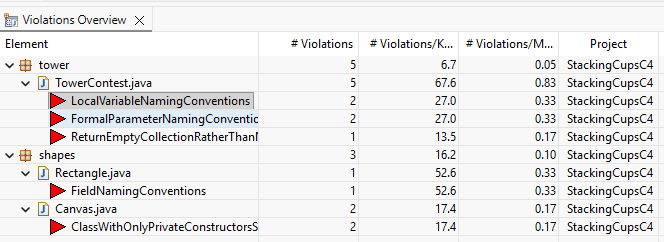 Violations Overview
Element # Violations # Violations/K... # Violations/M... Project
tower 5 6.7 0.05 StackingCupsC4
TowerContest.java 5 67.6 0.83 StackingCupsC4
LocalVariableNamingConventions 2 27.0 0.33 StackingCupsC4
FormalParameterNamingConventio 2 27.0 0.33 StackingCupsC4
ReturnEmptyCollectionRatherThanN 1 13.5 0.17 StackingCupsC4
shapes 3 16.2 0.10 StackingCupsC4
Rectangle.java 1 52.6 0.33 StackingCupsC4
FieldNamingConventions 1 52.6 0.33 StackingCupsC4
Canvas.java 2 17.4 0.17 StackingCupsC4
ClassWithOnlyPrivateConstructorsS 2 17.4 0.17 StackingCupsC4